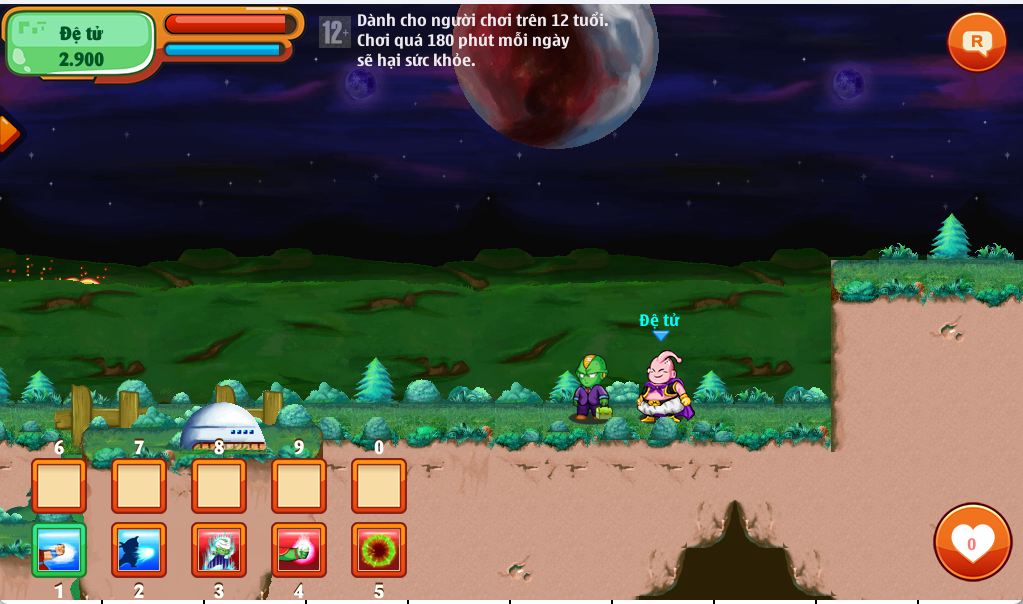 Đệ tử
2.900
12+
Dành cho người chơi trên 12 tuổi.
Chơi quá 180 phút mỗi ngày
sẽ hại sức khỏe.
R
Đệ tử
6 7 8 9 0
1 2 3 4 5
0